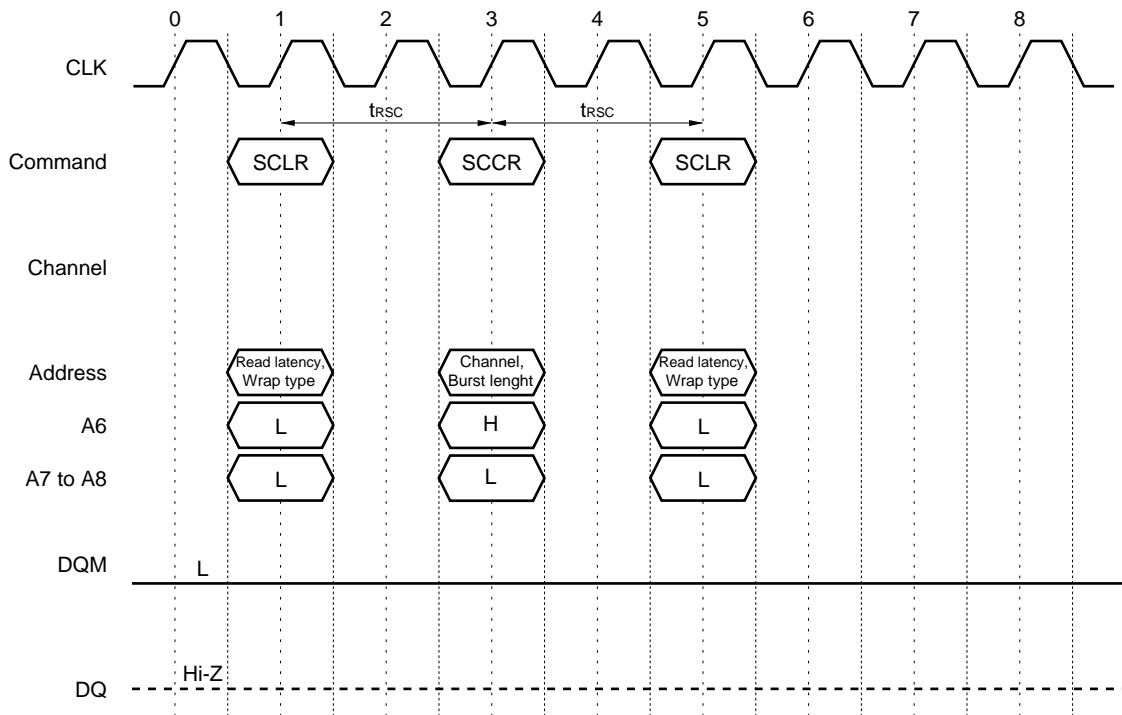 0 1 2 3 4 5 6 7 8
CLK
tRSC tRSC
Command SCLR SCCR SCLR
Channel
Address Read latency, Wrap type Channel, Burst lenght Read latency, Wrap type
A6 L H L
A7 to A8 L L L
DQM L
DQ Hi-Z